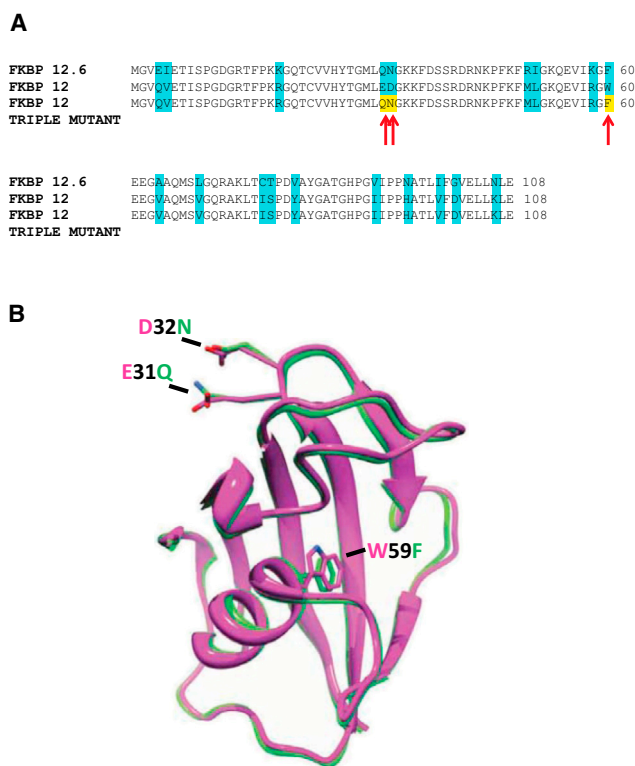 A
FKBP 12.6 MGVEIETISPGDGRTFPKKGQTCVVHYTGMLQNGKKFDSSRDRNKPFKFRIGKQEVIKGF 60
FKBP 12 MGVQVETISPGDGRTFPKRGQTCVVHYTGMLEDGKKFDSSRDRNKPFKFMLGKQEVIRGW 60
FKBP 12 MGVQVETISPGDGRTFPKRGQTCVVHYTGMLQNGKKFDSSRDRNKPFKFMLGKQEVIRGF 60
TRIPLE MUTANT
FKBP 12.6 EEGAAQMSLGQRAKLTCTPDVAYGATGHPGVIPPNATLIFGVELLNLE 108
FKBP 12 EEGVAQMSVGQRAKLTISPDYAYGATGHPGIIPPHATLVFDVELLKLE 108
FKBP 12 EEGVAQMSVGQRAKLTISPDYAYGATGHPGIIPPHATLVFDVELLKLE 108
TRIPLE MUTANT
B
D32N
E31Q
W59F